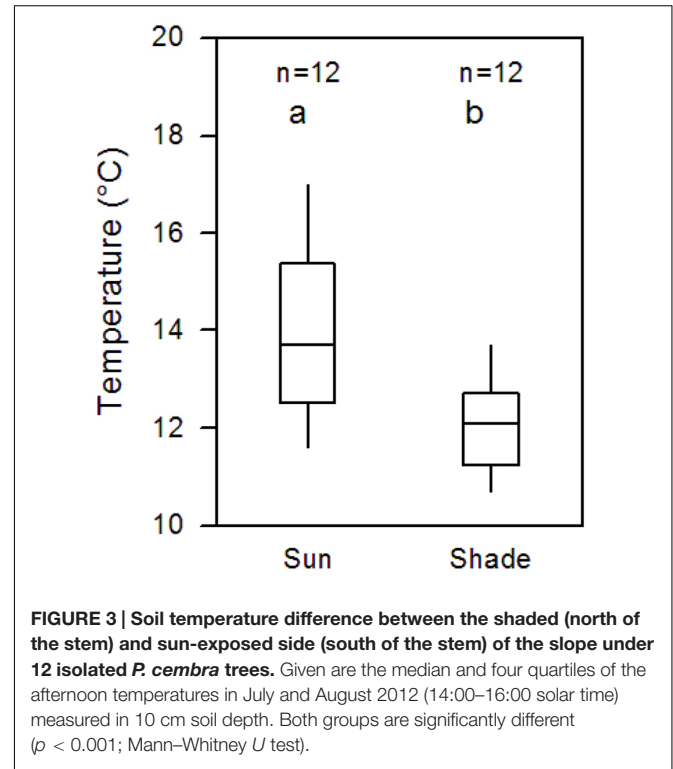 20
n=12 n=12
a b
18
16
14
12
10
Temperature (°C)
Sun Shade
FIGURE 3 | Soil temperature difference between the shaded (north of
the stem) and sun-exposed side (south of the stem) of the slope under
12 isolated P. cembra trees. Given are the median and four quartiles of the
afternoon temperatures in July and August 2012 (14:00–16:00 solar time)
measured in 10 cm soil depth. Both groups are significantly different
(p < 0.001; Mann–Whitney U test).